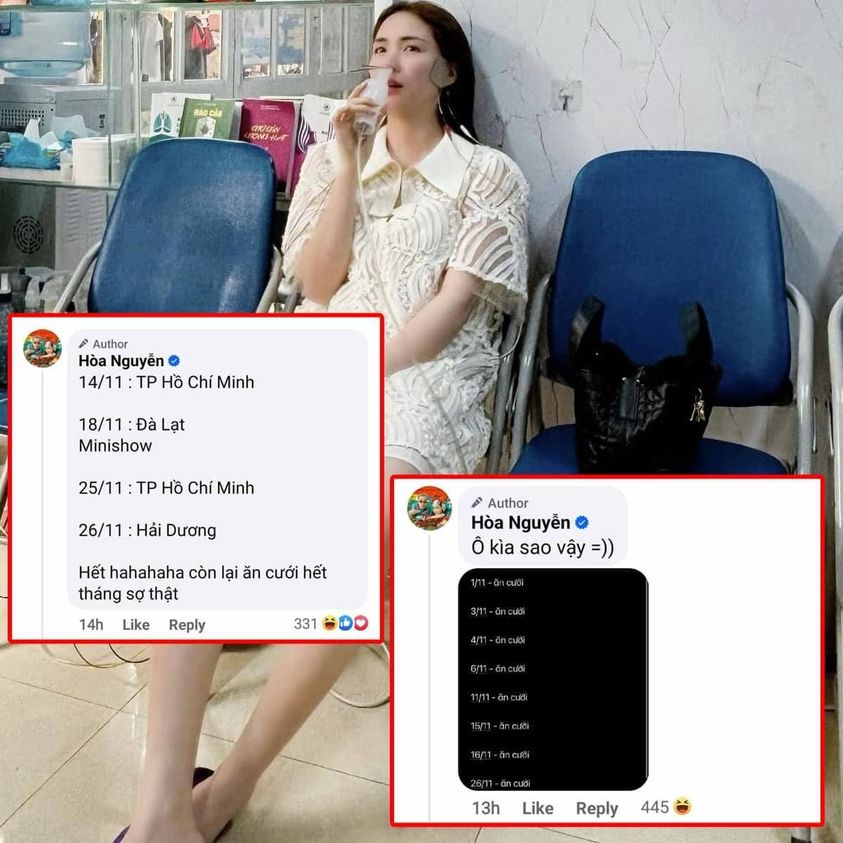 BÁO CÁO
Author
Hòa Nguyễn
14/11 : TP Hồ Chí Minh
18/11 : Đà Lạt
Minishow
25/11 : TP Hồ Chí Minh
26/11 : Hải Dương
Hết hahahaha còn lại ăn cưới hết
tháng sợ thật
14h Like Reply 331
Author
Hòa Nguyễn
Ô kìa sao vậy =))
1/11 - ăn cưới
3/11 - ăn cưới
4/11 - ăn cưới
6/11 - ăn cưới
11/11 - ăn cưới
15/11 - ăn cưới
16/11 - ăn cưới
26/11 - ăn cưới
13h Like Reply 445